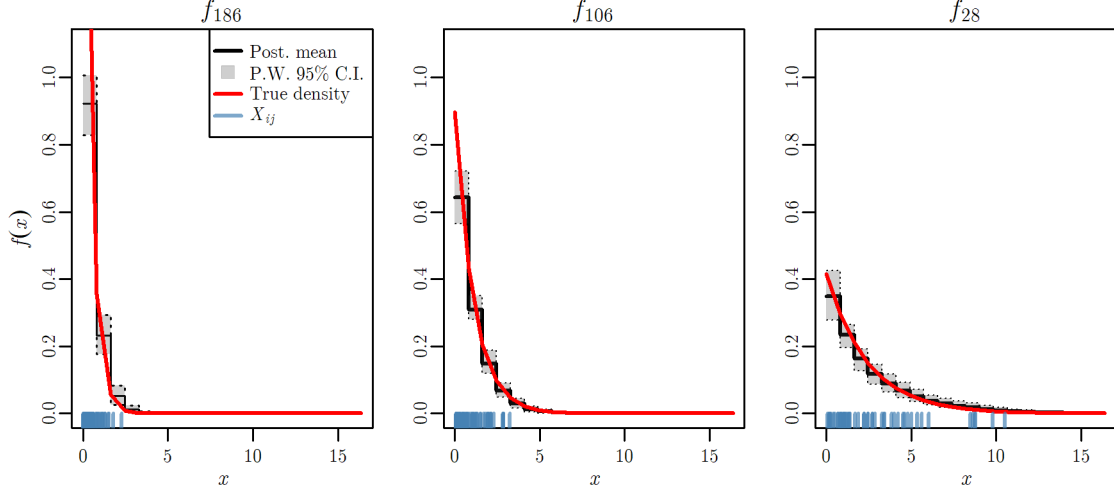 f186 f106 f28
Post. mean
P.W. 95% C.I.
True density
Xij
f(x)
0.0 0.2 0.4 0.6 0.8 1.0
0.0 0.2 0.4 0.6 0.8 1.0
0.0 0.2 0.4 0.6 0.8 1.0
0 5 10 15 0 5 10 15 0 5 10 15
x x x